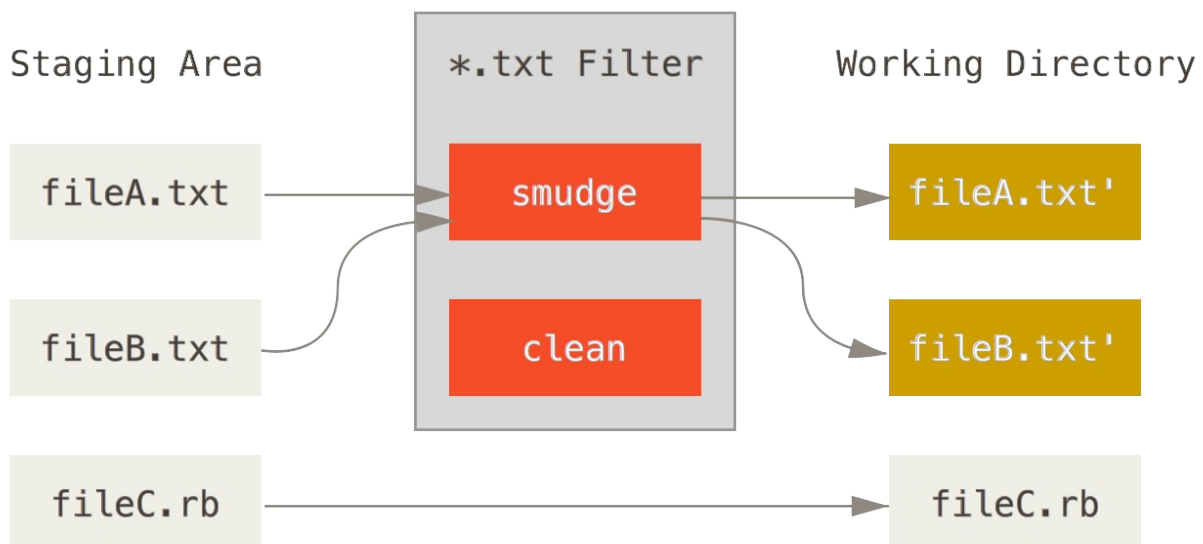 Staging Area
*.txt Filter
Working Directory
fileA.txt
smudge
fileA.txt'
fileB.txt
clean
fileB.txt'
fileC.rb
fileC.rb